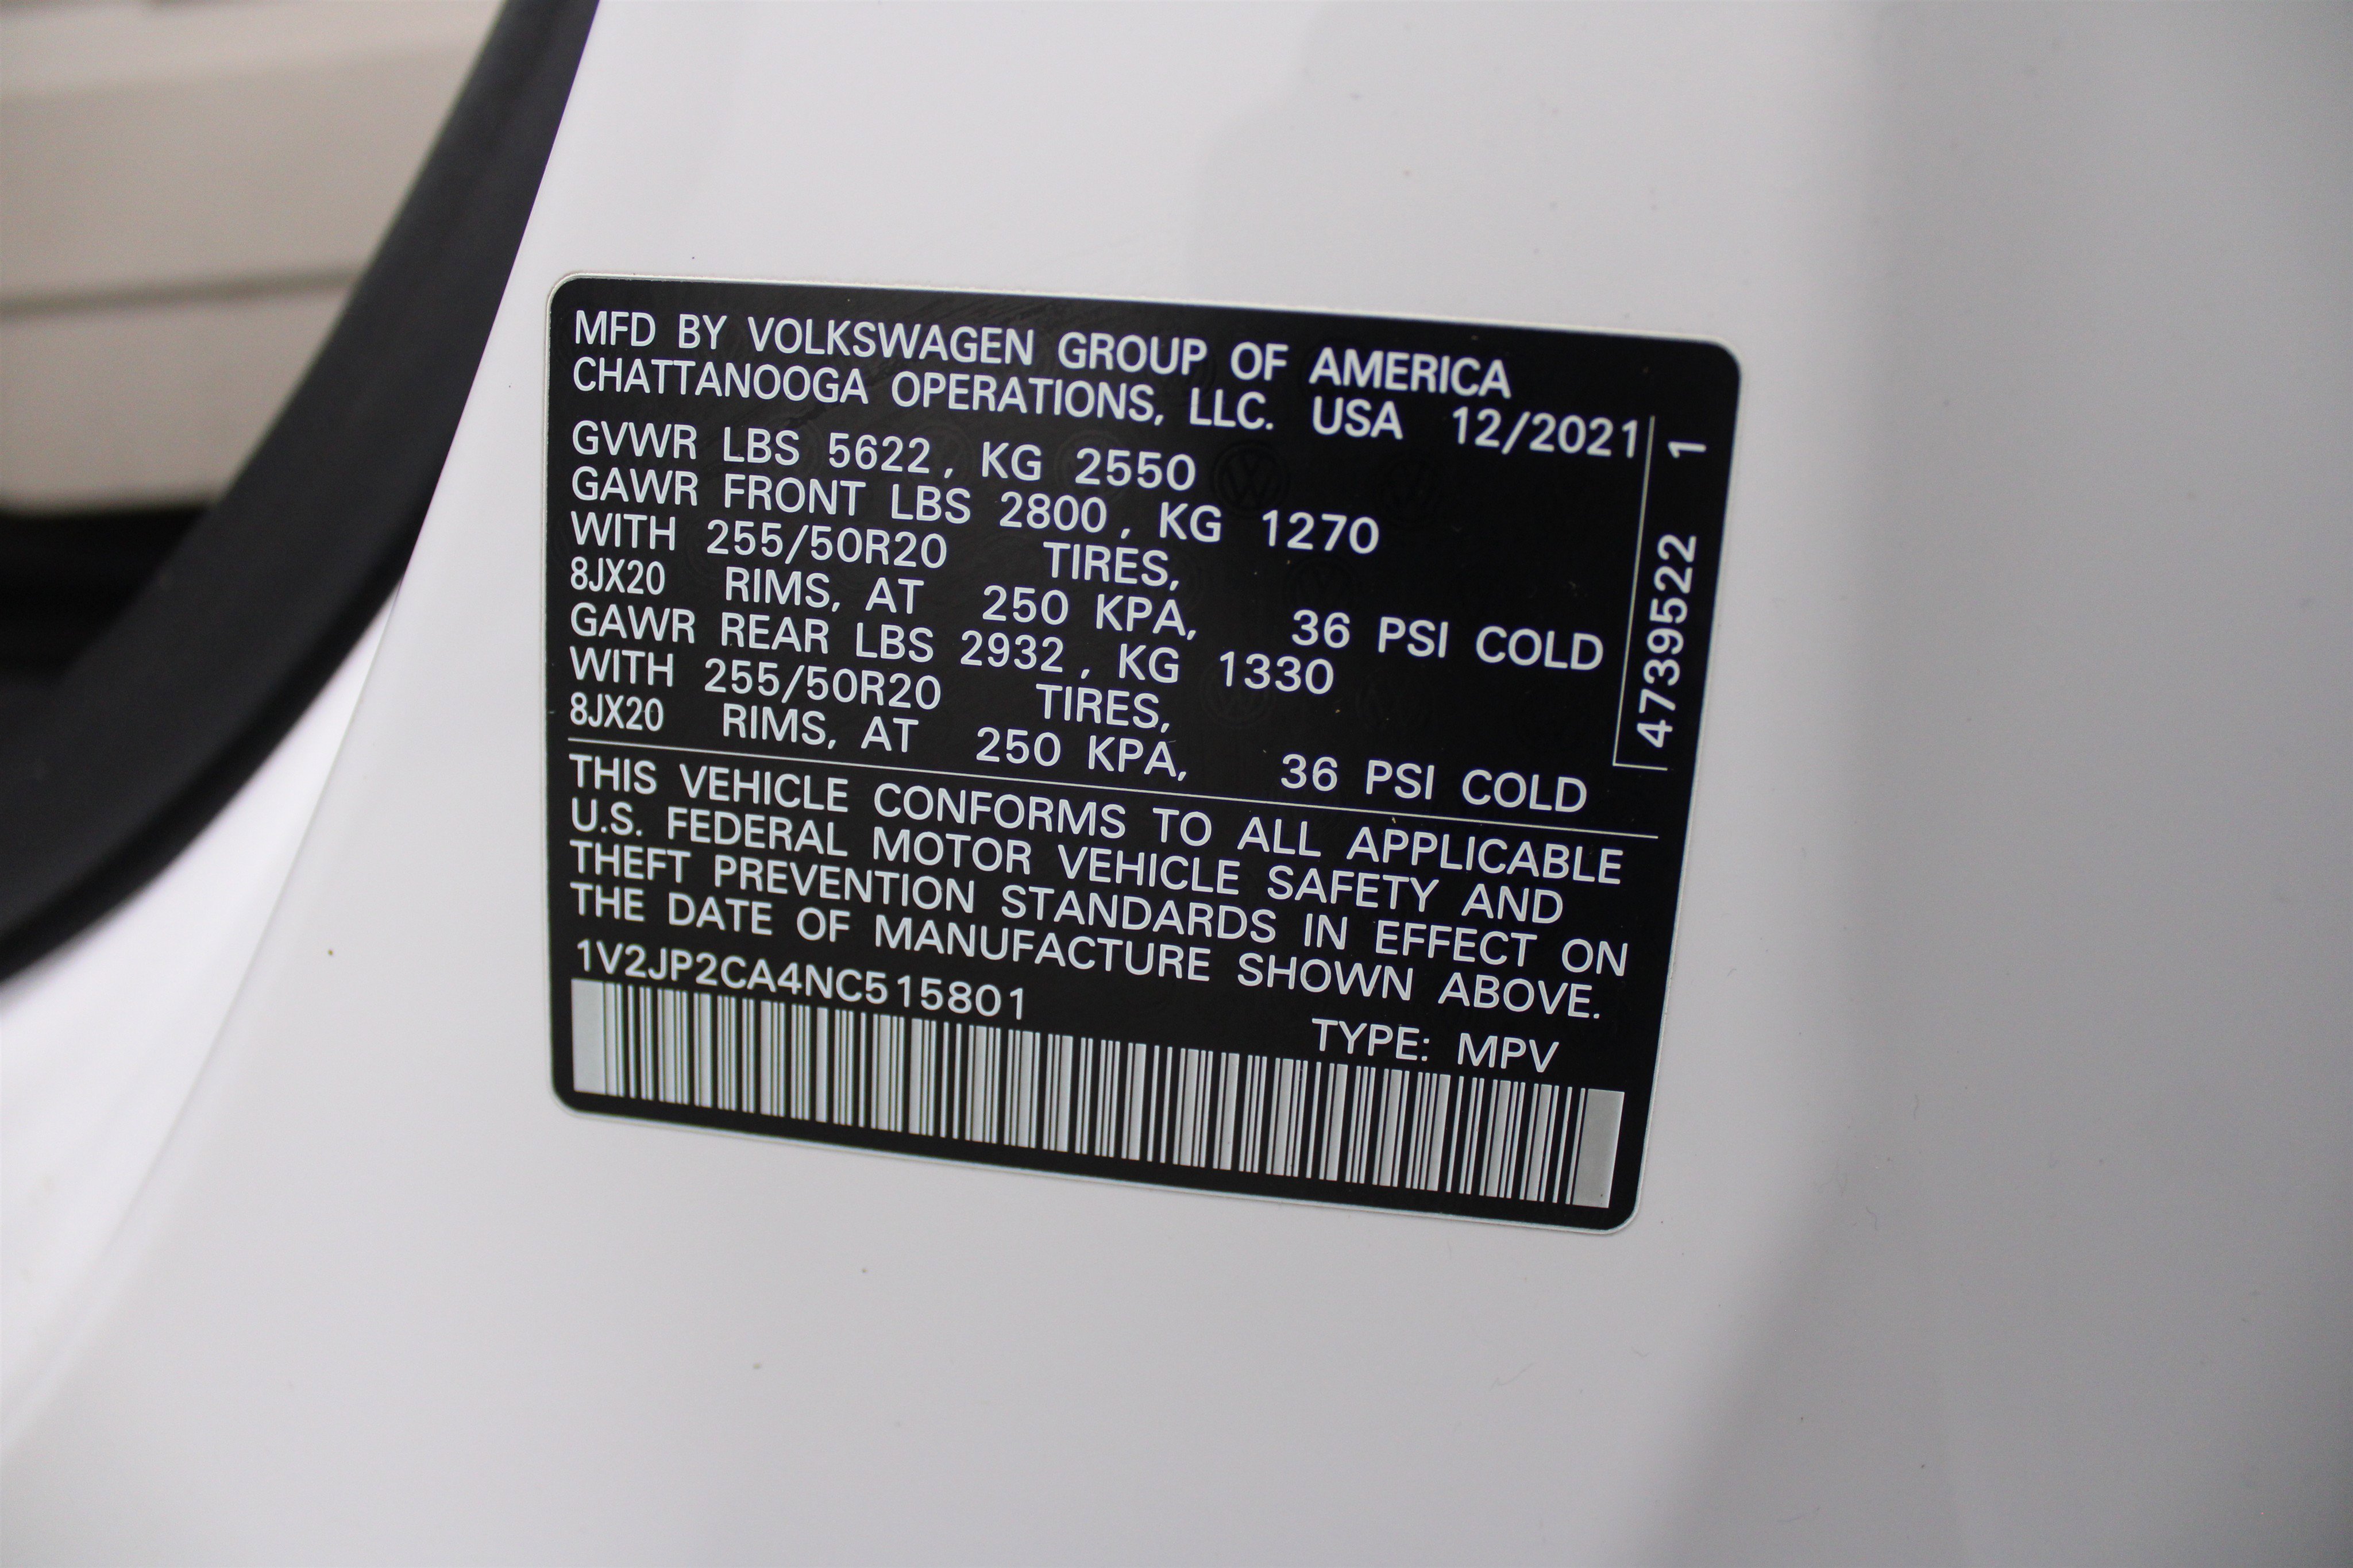 MFD BY VOLKSWAGEN GROUP OF AMERICA
CHATTANOOGA OPERATIONS, LLC. USA 12/2021
GVWR LBS 5622, KG 2550
GAWR FRONT LBS 2800, KG 1270
WITH 255/50R20 TIRES,
8JX20 RIMS, AT 250 KPA, 36 PSI COLD
GAWR REAR LBS 2932, KG 1330
WITH 255/50R20 TIRES,
8JX20 RIMS, AT 250 KPA, 36 PSI COLD
THIS VEHICLE CONFORMS TO ALL APPLICABLE
U.S. FEDERAL MOTOR VEHICLE SAFETY AND
THEFT PREVENTION STANDARDS IN EFFECT ON
THE DATE OF MANUFACTURE SHOWN ABOVE.
1V2JP2CA4NC515801
TYPE: MPV
4739522 1